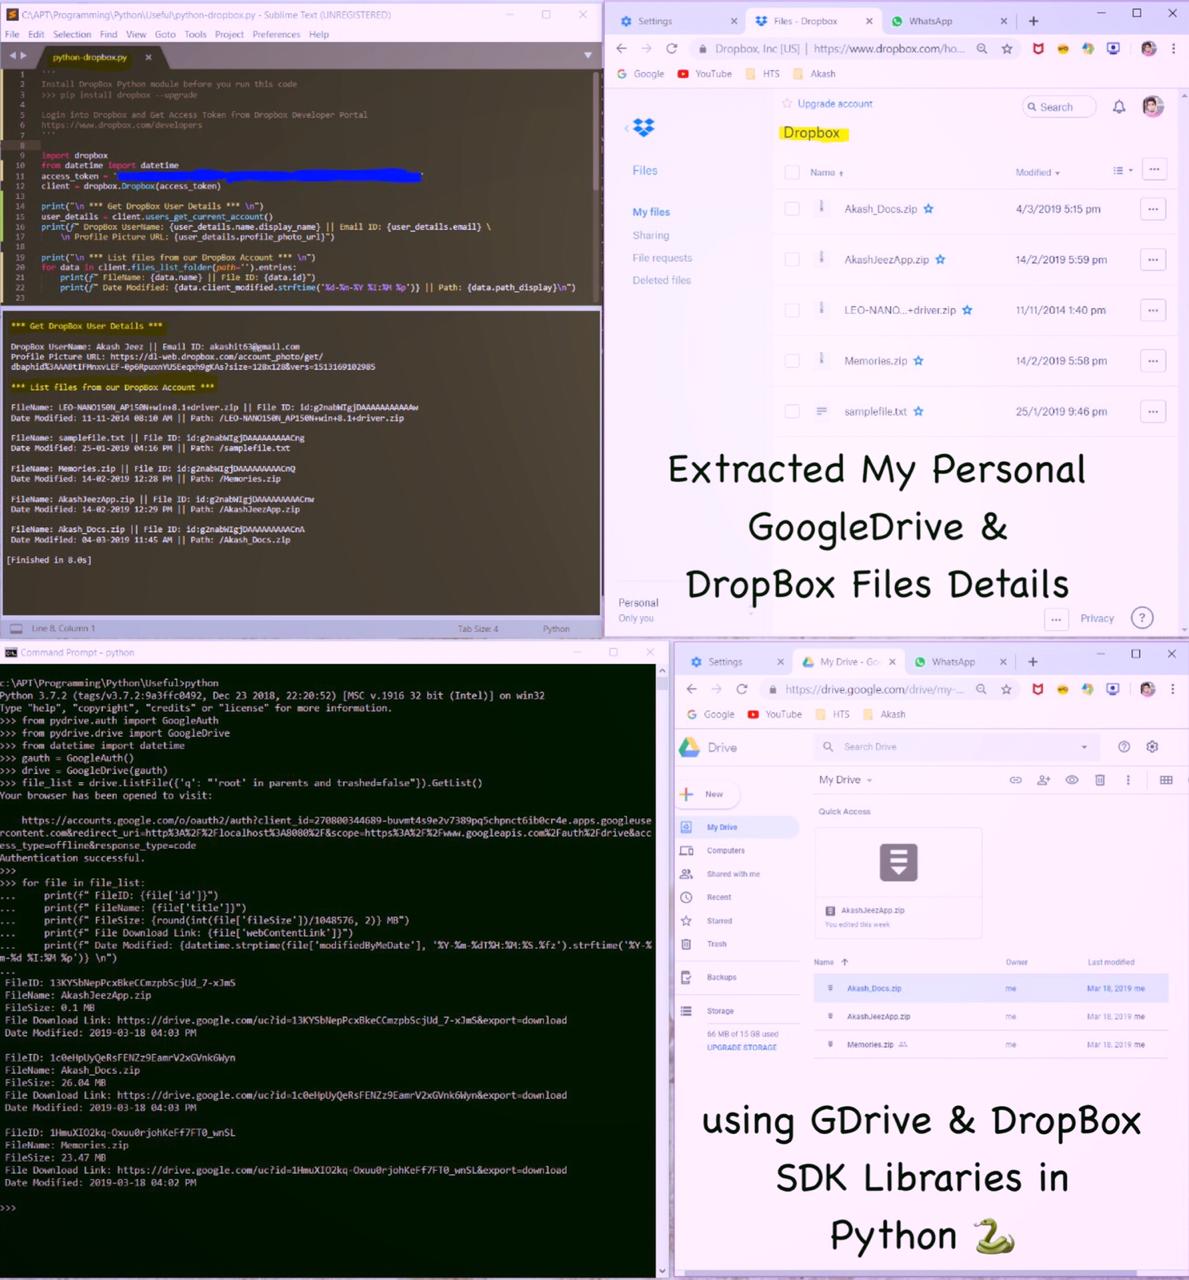 C:\APT\Programming\Python\Useful\python-dropbox.py - Sublime Text (UNREGISTERED)
File Edit Selection Find View Goto Tools Project Preferences Help
python-dropbox.py
1 '''
2 Install DropBox Python module before you run this code
3 >>> pip install dropbox --upgrade
4
5 Login into Dropbox and Get Access Token from Dropbox Developer Portal
6 https://www.dropbox.com/developers
7 '''
8
9 import dropbox
10 from datetime import datetime
11 access_token = '
12 client = dropbox.Dropbox(access_token)
13
14 print("\n *** Get DropBox User Details *** \n")
15 user_details = client.users_get_current_account()
16 print(f" DropBox UserName: {user_details.name.display_name} || Email ID: {user_details.email} \
17 \n Profile Picture URL: {user_details.profile_photo_url}")
18
19 print("\n *** List files from our DropBox Account *** \n")
20 for data in client.files_list_folder(path='').entries:
21 print(f" FileName: {data.name} || File ID: {data.id}")
22 print(f" Date Modified: {data.client_modified.strftime('%d-%m-%Y %I:%M %p')} || Path: {data.path_display}\n")
23
*** Get DropBox User Details ***
DropBox UserName: Akash Jeez || Email ID: akashit63@gmail.com
Profile Picture URL: https://dl-web.dropbox.com/account_photo/get/
*** List files from our DropBox Account ***
FileName: LEO-NANO150N_AP150N+win+8.1+driver.zip || File ID: id:g2nabWIgjDAAAAAAAAAAw
Date Modified: 11-11-2014 08:10 AM || Path: /LEO-NANO150N_AP150N+win+8.1+driver.zip
FileName: samplefile.txt || File ID: id:g2nabWIgjDAAAAAAAAACng
Date Modified: 25-01-2019 04:16 PM || Path: /samplefile.txt
FileName: Memories.zip || File ID: id:g2nabWIgjDAAAAAAAAACnQ
Date Modified: 14-02-2019 12:28 PM || Path: /Memories.zip
FileName: AkashJeezApp.zip || File ID: id:g2nabWIgjDAAAAAAAAACnw
Date Modified: 14-02-2019 12:29 PM || Path: /AkashJeezApp.zip
FileName: Akash_Docs.zip || File ID: id:g2nabWIgjDAAAAAAAAACnA
Date Modified: 04-03-2019 11:45 AM || Path: /Akash_Docs.zip
[Finished in 8.0s]
Line 8, Column 1 Tab Size: 4 Python
Settings Files - Dropbox WhatsApp
Dropbox, Inc [US] | https://www.dropbox.com/ho...
Google YouTube HTS Akash
Upgrade account Search
Dropbox
Files
My files
Sharing
File requests
Deleted files
Name Modified
Akash_Docs.zip 4/3/2019 5:15 pm
AkashJeezApp.zip 14/2/2019 5:59 pm
LEO-NANO...+driver.zip 11/11/2014 1:40 pm
Memories.zip 14/2/2019 5:58 pm
samplefile.txt 25/1/2019 9:46 pm
Extracted My Personal
GoogleDrive &
DropBox Files Details
Personal
Only you
Privacy ?
Command Prompt - python
c:\APT\Programming\Python\Useful>python
Python 3.7.2 (tags/v3.7.2:9a3ffc0492, Dec 23 2018, 22:20:52) [MSC v.1916 32 bit (Intel)] on win32
Type "help", "copyright", "credits" or "license" for more information.
>>> from pydrive.auth import GoogleAuth
>>> from pydrive.drive import GoogleDrive
>>> from datetime import datetime
>>> gauth = GoogleAuth()
>>> drive = GoogleDrive(gauth)
>>> file_list = drive.ListFile({'q': "'root' in parents and trashed=false"}).GetList()
Your browser has been opened to visit:
https://accounts.google.com/o/oauth2/auth?client_id=270800344689-buvmt4s9e2v7389pq5chpnct6ib0cr4e.apps.googleuse
rcontent.com&redirect_uri=http%3A%2F%2Flocalhost%3A8080%2F&scope=https%3A%2F%2Fwww.googleapis.com%2Fauth%2Fdrive&acc
ess_type=offline&response_type=code
Authentication successful.
>>>
>>> for file in file_list:
... print(f" FileID: {file['id']}")
... print(f" FileName: {file['title']}")
... print(f" FileSize: {round(int(file['fileSize'])/1048576, 2)} MB")
... print(f" File Download Link: {file['webContentLink']}")
... print(f" Date Modified: {datetime.strptime(file['modifiedByMeDate'], '%Y-%m-%dT%H:%M:%S.%fz').strftime('%Y-%
m-%d %I:%M %p')} \n")
...
FileID: 13KYSbNepPcxBkeCCmzpbScjUd_7-xJmS
FileName: AkashJeezApp.zip
FileSize: 0.1 MB
File Download Link: https://drive.google.com/uc?id=13KYSbNepPcxBkeCCmzpbScjUd_7-xJmS&export=download
Date Modified: 2019-03-18 04:03 PM
FileID: 1c0eHpUyQeRsFENZz9EamrV2xGVnk6Wyn
FileName: Akash_Docs.zip
FileSize: 26.04 MB
File Download Link: https://drive.google.com/uc?id=1c0eHpUyQeRsFENZz9EamrV2xGVnk6Wyn&export=download
Date Modified: 2019-03-18 04:03 PM
FileID: 1HmuXIO2kq-Oxuu0rjohKeFf7FT0_wnSL
FileName: Memories.zip
FileSize: 23.47 MB
File Download Link: https://drive.google.com/uc?id=1HmuXIO2kq-Oxuu0rjohKeFf7FT0_wnSL&export=download
Date Modified: 2019-03-18 04:02 PM
>>>
Settings My Drive - Go WhatsApp
https://drive.google.com/drive/my-...
Google YouTube HTS Akash
Drive Search Drive
My Drive
New
Quick Access
My Drive
Computers
Shared with me
Recent
Starred
Trash
Backups
Storage
66 MB of 15 GB used
UPGRADE STORAGE
AkashJeezApp.zip
You edited this week
Name Owner Last modified
Akash_Docs.zip me Mar 18, 2019 me
AkashJeezApp.zip me Mar 18, 2019 me
Memories.zip me Mar 18, 2019 me
using GDrive & DropBox
SDK Libraries in
Python